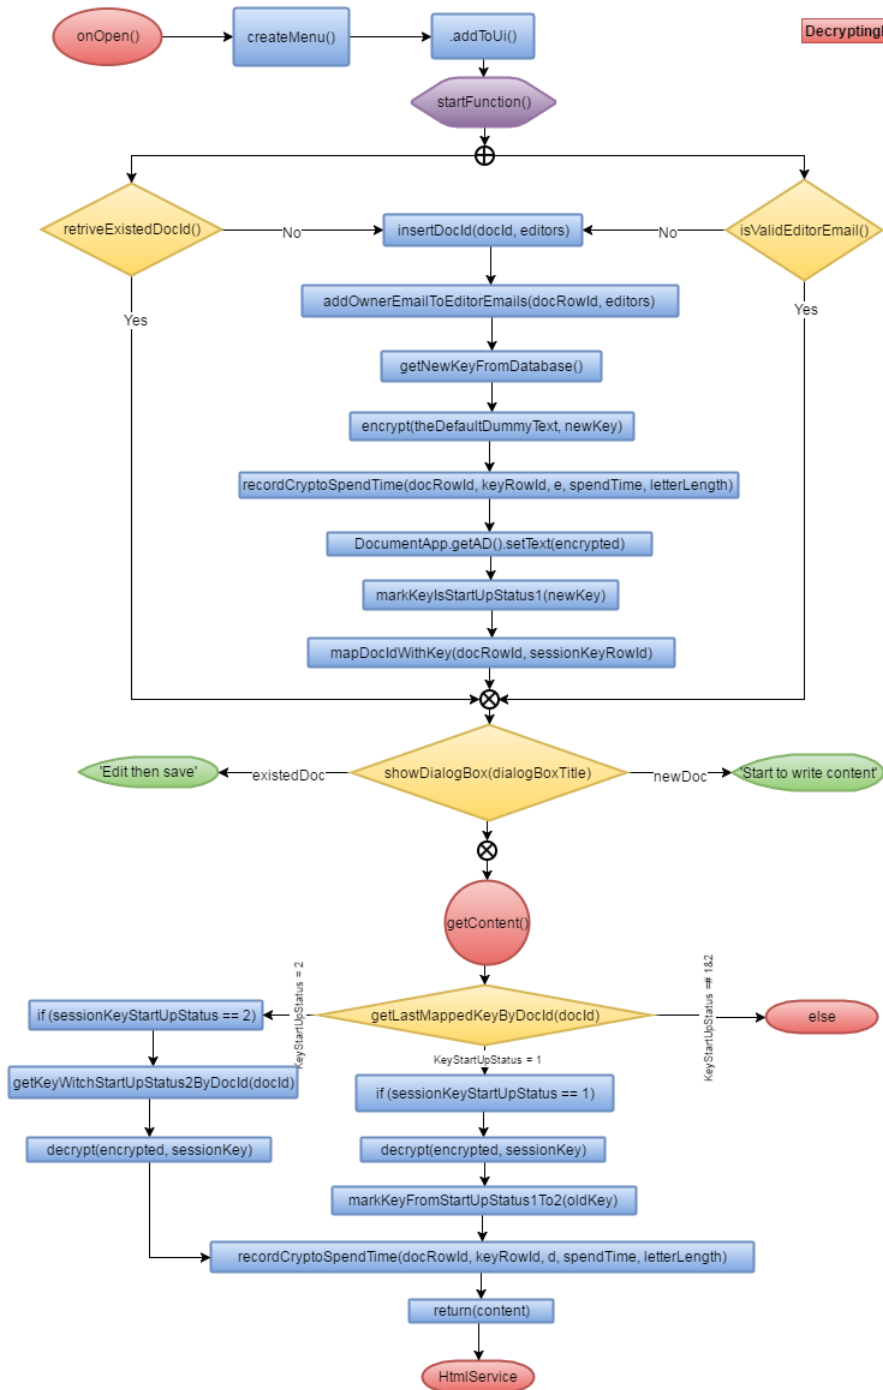 onOpen()
createMenu()
.addToUi()
DecryptingI
startFunction()
retriveExistedDocId()
No
insertDocId(docId, editors)
No
isValidEditorEmail()
addOwnerEmailToEditorEmails(docRowId, editors)
Yes
Yes
getNewKeyFromDatabase()
encrypt(theDefaultDummyText, newKey)
recordCryptoSpendTime(docRowId, keyRowId, e, spendTime, letterLength)
DocumentApp.getAD().setText(encrypted)
markKeyIsStartUpStatus1(newKey)
mapDocIdWithKey(docRowId, sessionKeyRowId)
'Edit then save'
existedDoc
showDialogBox(dialogBoxTitle)
newDoc
'Start to write content'
getContent()
KeyStartUpStatus = 2
KeyStartUpStatus =# 1&2
if (sessionKeyStartUpStatus == 2)
getLastMappedKeyByDocId(docId)
else
KeyStartUpStatus = 1
getKeyWitchStartUpStatus2ByDocId(docId)
if (sessionKeyStartUpStatus == 1)
decrypt(encrypted, sessionKey)
decrypt(encrypted, sessionKey)
markKeyFromStartUpStatus1To2(oldKey)
recordCryptoSpendTime(docRowId, keyRowId, d, spendTime, letterLength)
return(content)
HtmlService